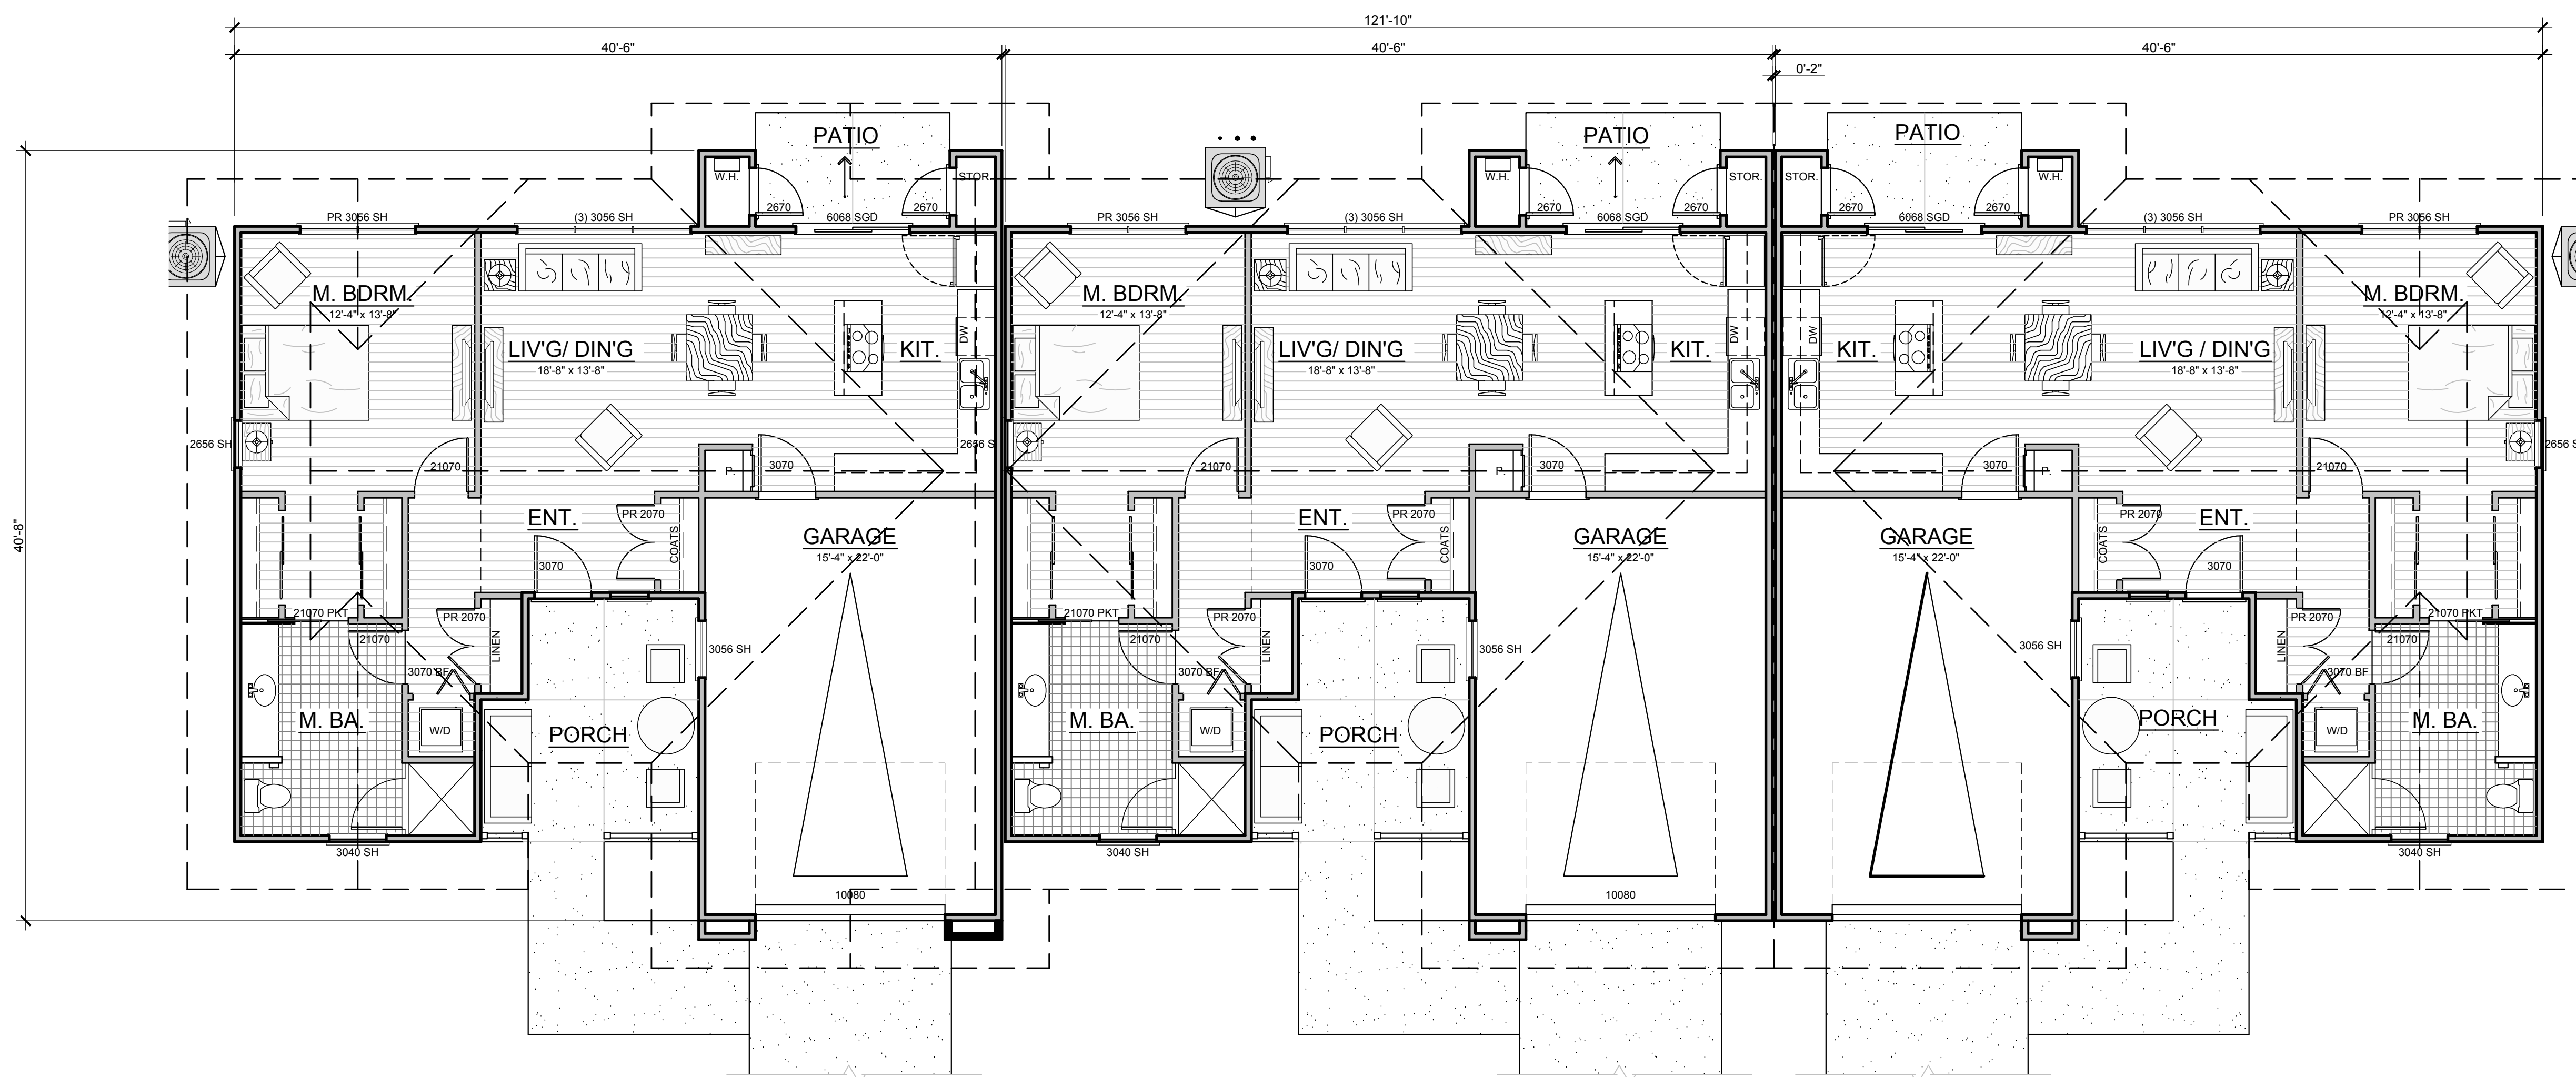 121'-10"
40'-6" 40'-6" 40'-6"
0'-2"
PATIO PATIO PATIO
W.H. STOR. W.H. STOR. STOR. W.H.
2670 2670 2670 2670 2670 2670
PR 3056 SH (3) 3056 SH 6068 SGD PR 3056 SH (3) 3056 SH 6068 SGD 6068 SGD (3) 3056 SH PR 3056 SH
M. BDRM. M. BDRM. M. BDRM.
12'-4" x 13'-8" 12'-4" x 13'-8" 12'-4" x 13'-8"
DW DW DW
LIV'G/ DIN'G KIT. LIV'G/ DIN'G KIT. KIT. LIV'G / DIN'G
18'-8" x 13'-8" 18'-8" x 13'-8" 18'-8" x 13'-8"
2656 SH 2656 S 2656 S
21070 P. 3070 21070 P. 3070 3070 P. 21070
40'-8"
ENT. PR 2070 ENT. PR 2070 PR 2070 ENT.
COATS COATS COATS
GARAGE GARAGE GARAGE
15'-4" x 22'-0" 15'-4" x 22'-0" 15'-4" x 22'-0"
3070 3070 3070
21070 PKT PR 2070 21070 PKT PR 2070 PR 2070 21070 PKT
21070 21070 21070
LINEN LINEN LINEN
3056 SH 3056 SH 3056 SH
3070 BF 3070 BF 3070 BF
M. BA. M. BA. M. BA.
W/D W/D W/D
PORCH PORCH PORCH
3040 SH 3040 SH 3040 SH
10080 10080